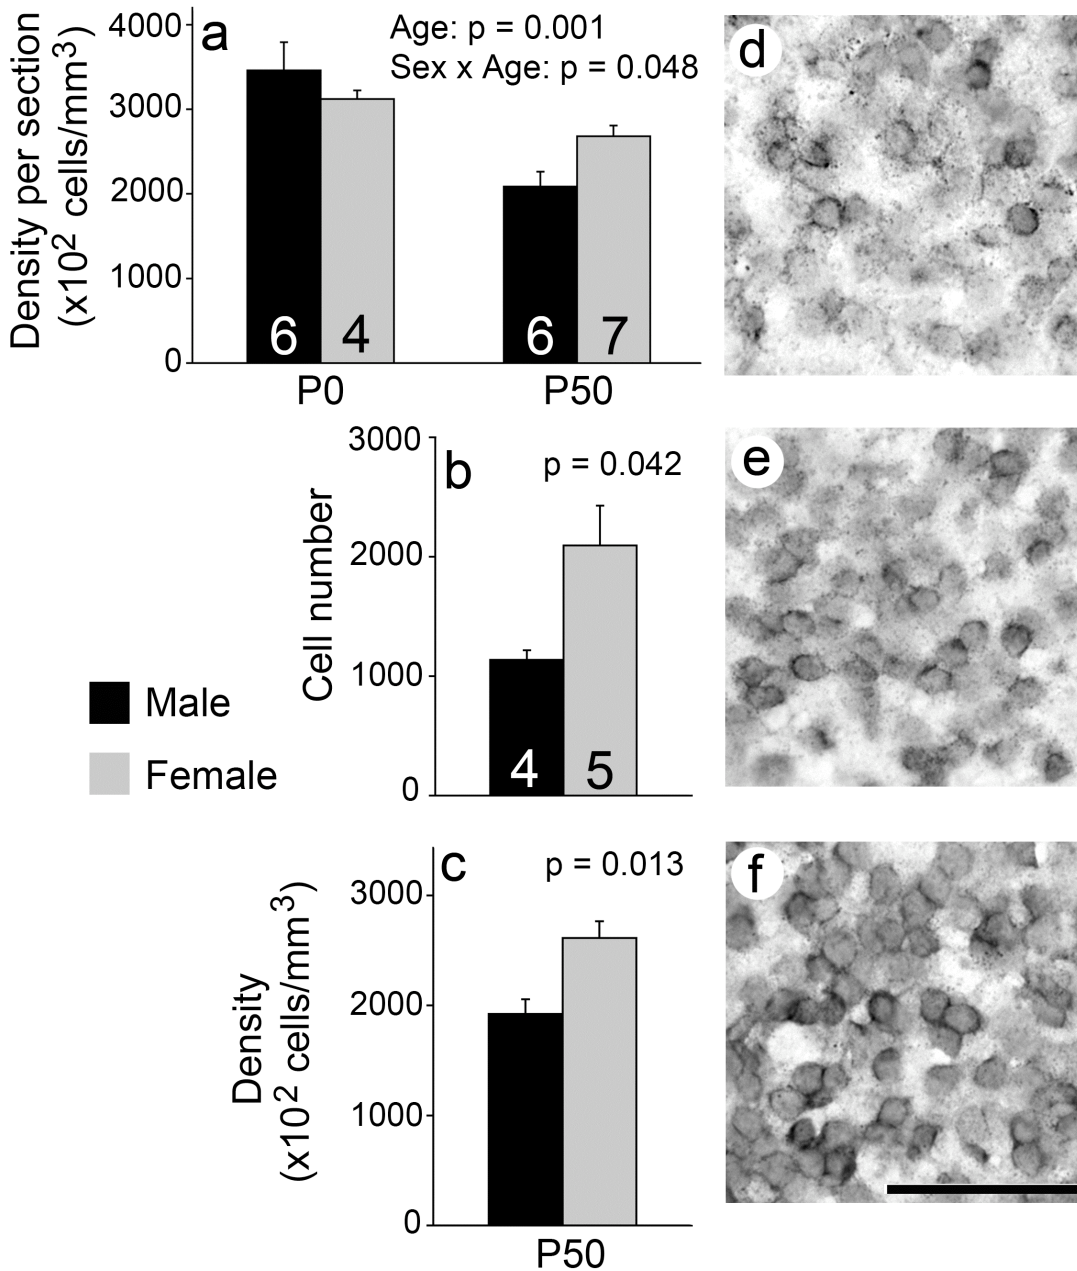 a
Age: p = 0.001
Sex x Age: p = 0.048
Density per section
(x10² cells/mm³)
4000
3000
2000
1000
0
6
4
6
7
P0
P50
d
b
p = 0.042
Cell number
3000
2000
1000
0
4
5
e
Male
Female
c
p = 0.013
Density
(x10² cells/mm³)
3000
2000
1000
0
P50
f